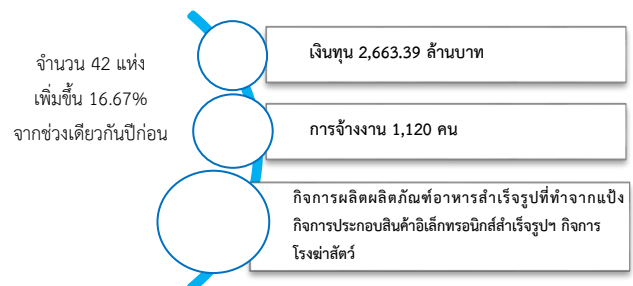 จำนวน 42 แห่ง
เพิ่มขึ้น 16.67%
จากช่วงเดียวกันปีก่อน
เงินทุน 2,663.39 ล้านบาท
การจ้างงาน 1,120 คน
กิจการผลิตผลิตภัณฑ์อาหารสำเร็จรูปที่ทำจากแป้ง
กิจการประกอบสินค้าอิเล็กทรอนิกส์สำเร็จรูปฯ กิจการ
โรงฆ่าสัตว์